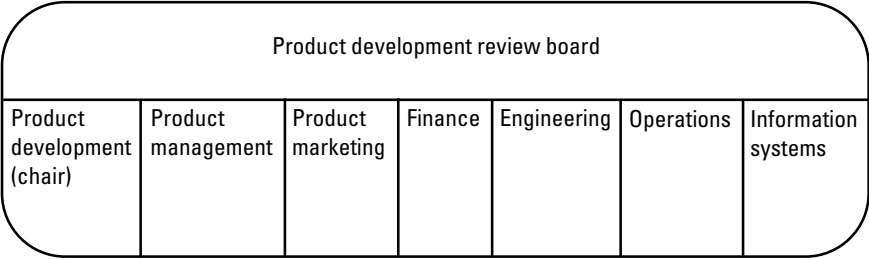 Product development review board
Product
development
(chair)
Product
management
Product
marketing
Finance
Engineering
Operations
Information
systems